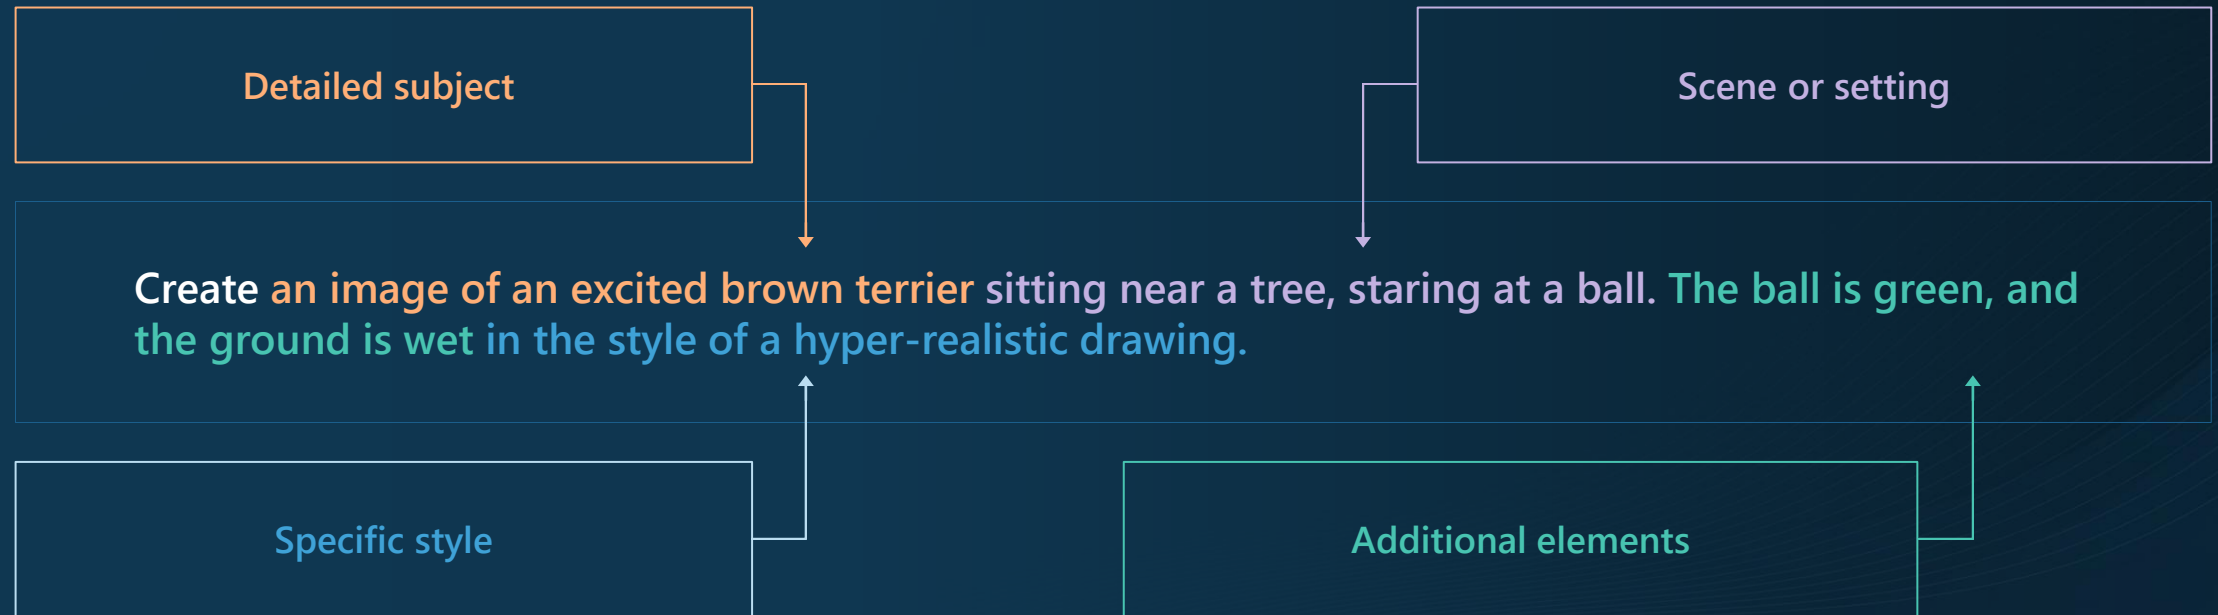 Detailed subject
Scene or setting
Create an image of an excited brown terrier sitting near a tree, staring at a ball. The ball is green, and
the ground is wet in the style of a hyper-realistic drawing.
Specific style
Additional elements